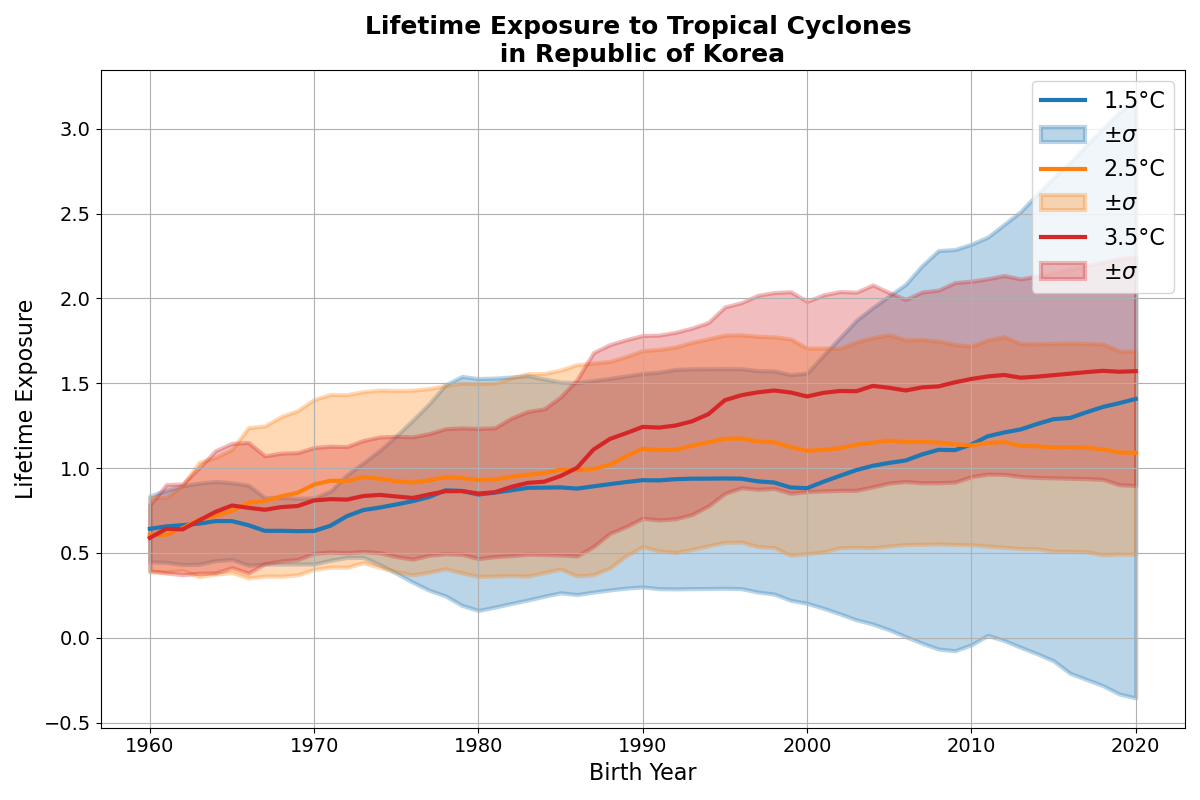 Lifetime Exposure to Tropical Cyclones
in Republic of Korea
1.5°C
±σ
2.5°C
±σ
3.5°C
±σ
Lifetime Exposure
3.0
2.5
2.0
1.5
1.0
0.5
0.0
−0.5
1960
1970
1980
1990
2000
2010
2020
Birth Year